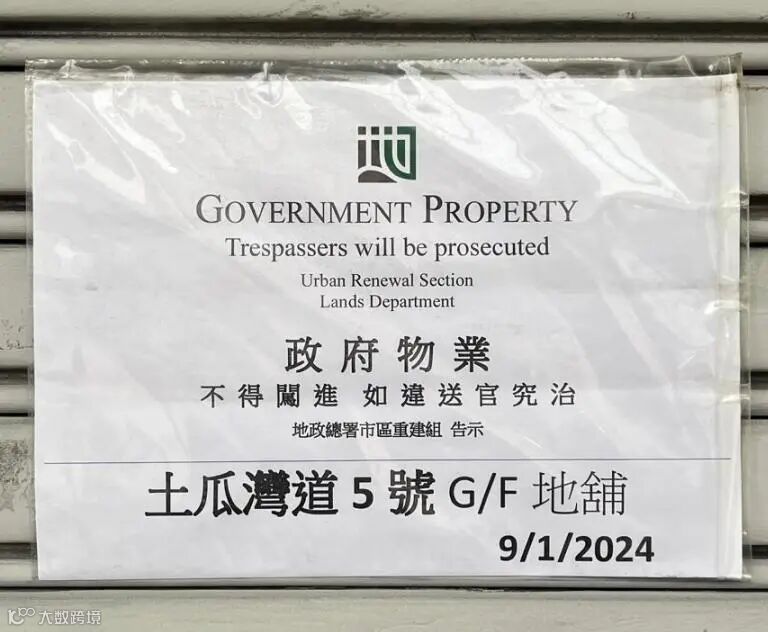 GOVERNMENT PROPERTY
Trespassers will be prosecuted
Urban Renewal Section
Lands Department
政府物業
不得闖進 如違送官究治
地政總署市區重建組 告示
土瓜灣道 5 號 G/F 地舖
9/1/2024
大数跨境